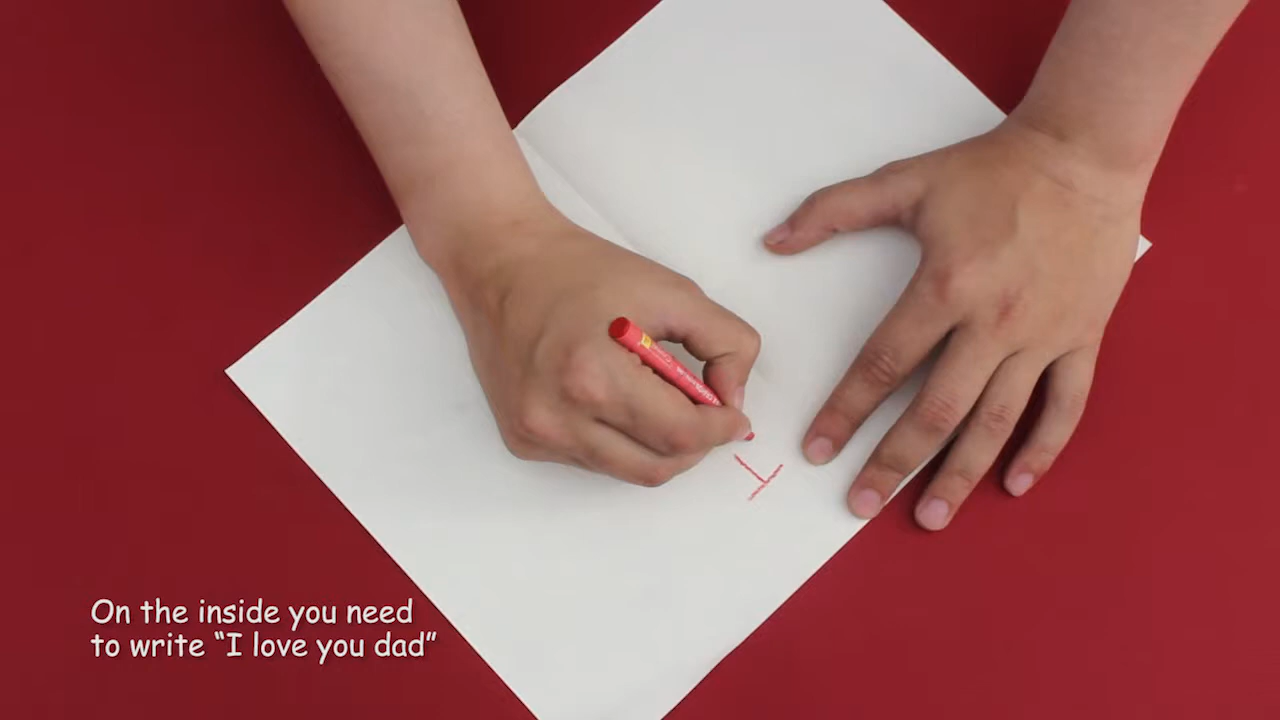 On the inside you need
to write “I love you dad”
I